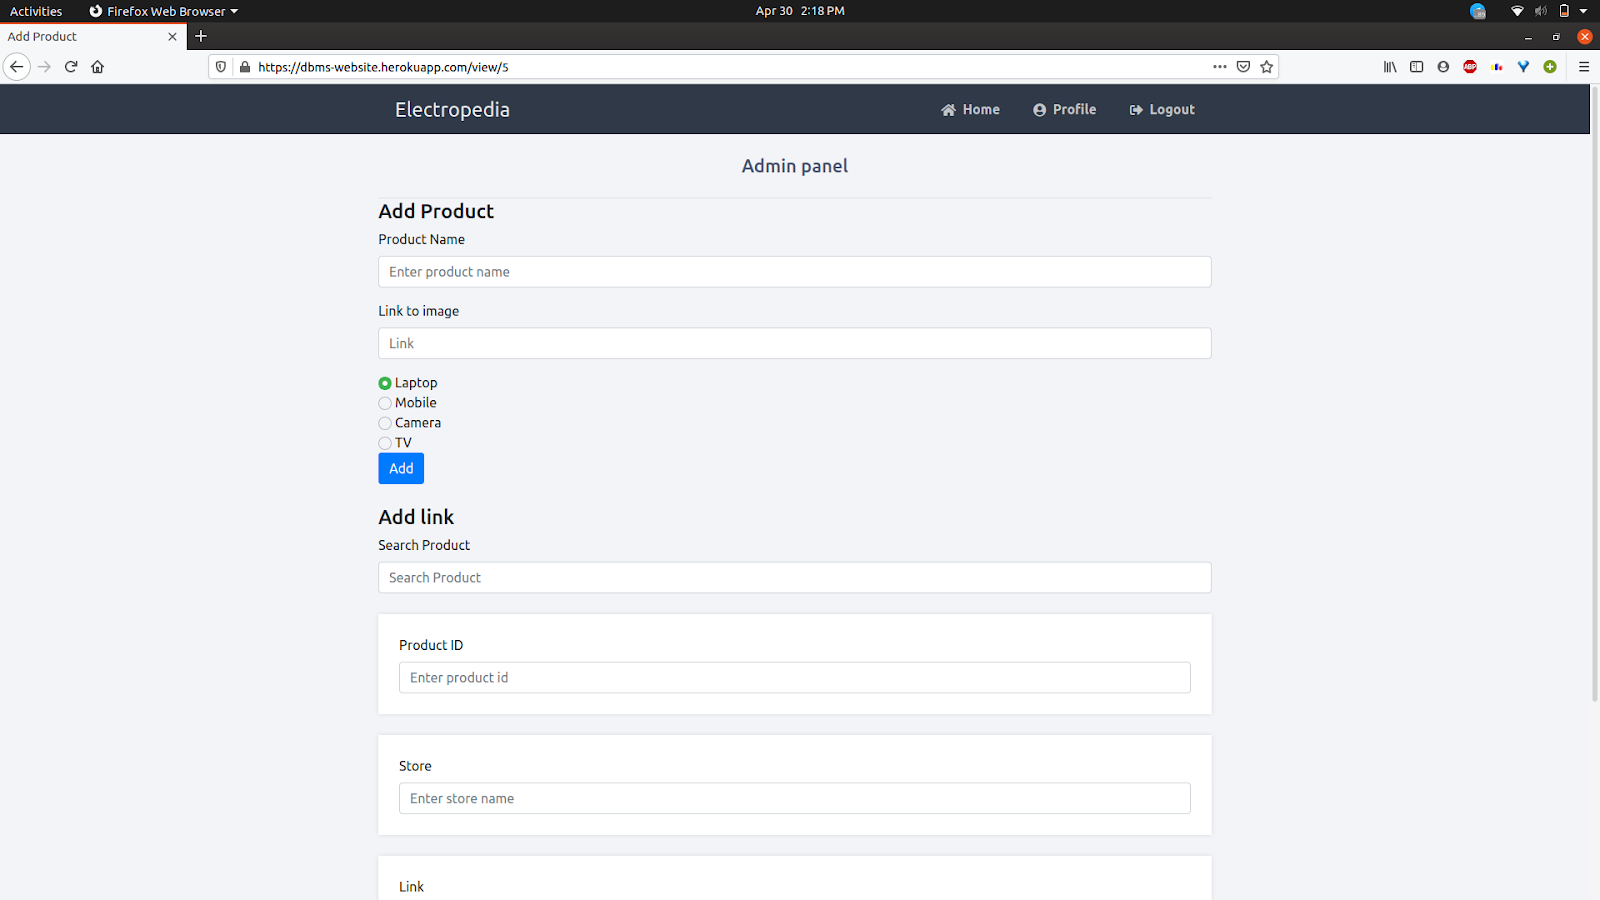 Activities Firefox Web Browser Apr 30 2:18 PM
Add Product
https://dbms-website.herokuapp.com/view/5 ABP
Electropedia Home Profile Logout
Admin panel
Add Product
Product Name
Enter product name
Link to image
Link
Laptop
Mobile
Camera
TV
Add
Add link
Search Product
Search Product
Product ID
Enter product id
Store
Enter store name
Link